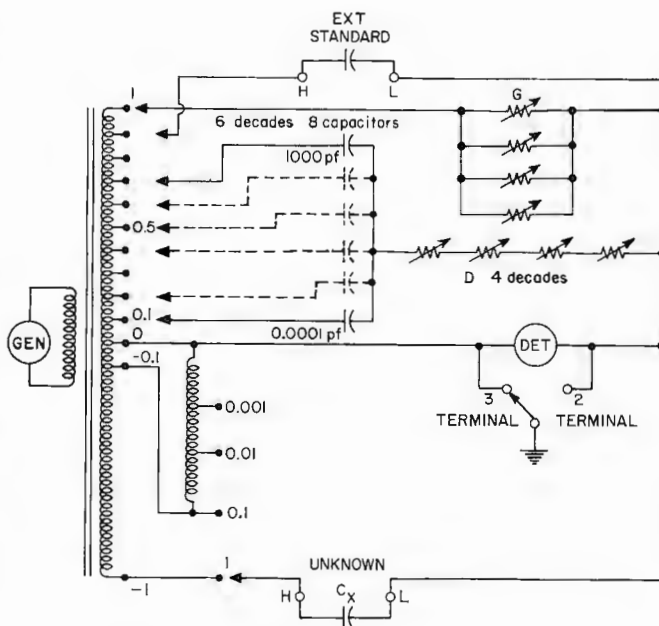 EXT
STANDARD
H
L
1
G
6 decades 8 capacitors
1000 pf
0.5
D 4 decades
0.1
0.0001 pf
0
GEN
DET
-0.1
3
2
TERMINAL
TERMINAL
0.001
0.01
0.1
UNKNOWN
1
-1
H
CX
L